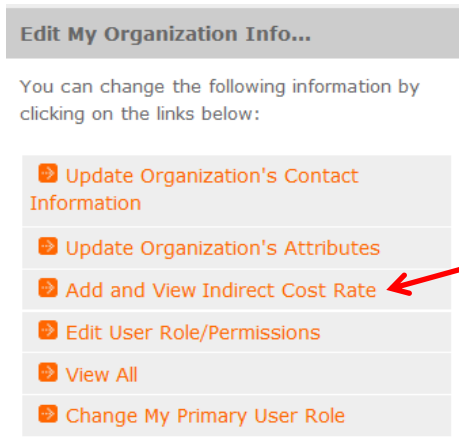 Edit My Organization Info...
You can change the following information by
clicking on the links below:
Update Organization's Contact
Information
Update Organization's Attributes
Add and View Indirect Cost Rate
Edit User Role/Permissions
View All
Change My Primary User Role